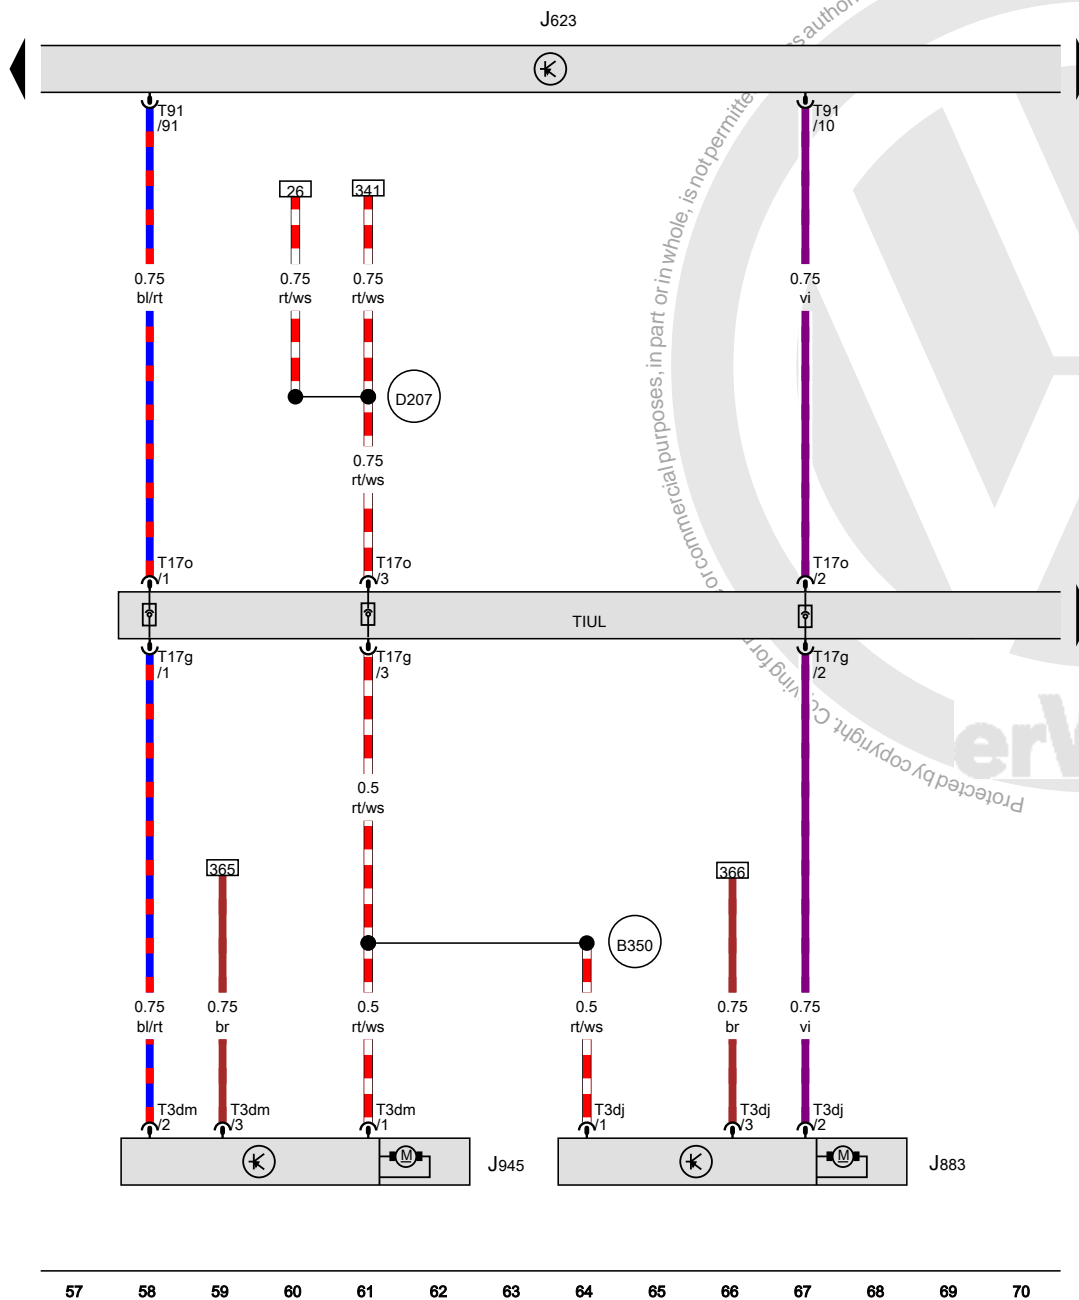 J623
T91
/91
T91
/10
26
341
0.75
bl/rt
0.75
rt/ws
0.75
rt/ws
0.75
vi
D207
0.75
rt/ws
T17o
/1
T17o
/3
T17o
/2
TIUL
T17g
/1
T17g
/3
T17g
/2
0.5
rt/ws
365
366
B350
0.75
bl/rt
0.75
br
0.5
rt/ws
0.5
rt/ws
0.75
br
0.75
vi
T3dm
/2
T3dm
/3
T3dm
/1
T3dj
/1
T3dj
/3
T3dj
/2
M
J945
M
J883
57 58 59 60 61 62 63 64 65 66 67 68 69 70
Protected by copyright. Copying for
or commercial purposes, in part or in whole, is not permitte
s author
erV